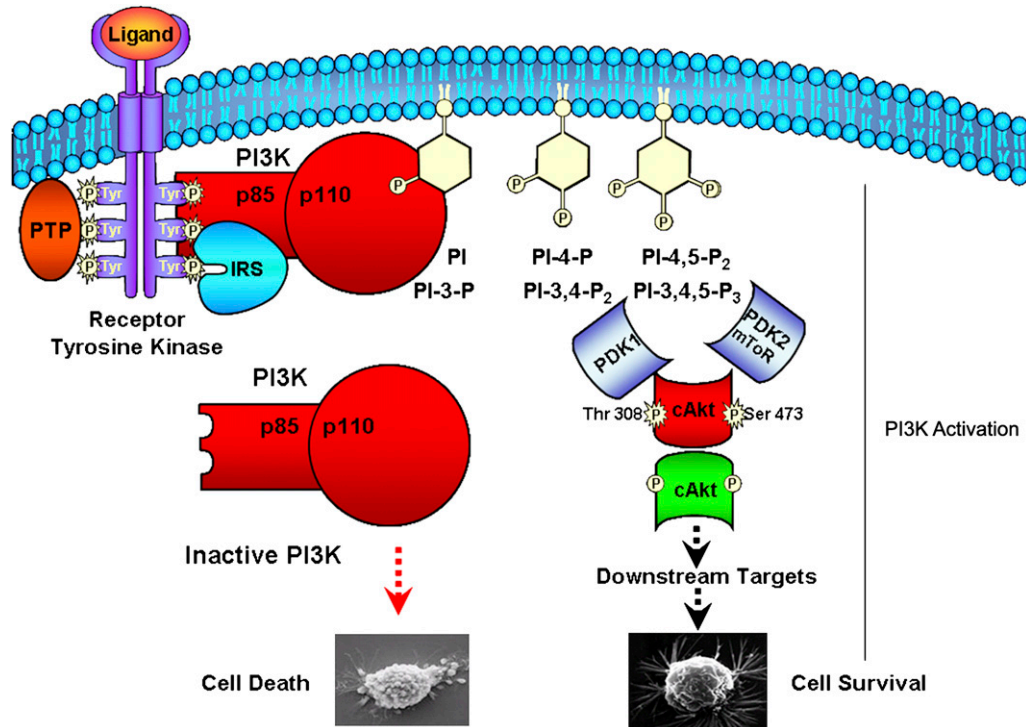 Ligand
PI3K
p85
p110
P
P Tyr
Tyr P
P Tyr
Tyr P
P Tyr
Tyr P
PTP
IRS
Receptor
Tyrosine Kinase
P
P
P
P
P
PI
PI-4-P
PI-4,5-P2
PI-3-P
PI-3,4-P2
PI-3,4,5-P3
PDK1
PDK2
mToR
Thr 308
P
cAkt
P
Ser 473
P
cAkt
P
PI3K Activation
PI3K
p85
p110
Inactive PI3K
Downstream Targets
Cell Death
Cell Survival